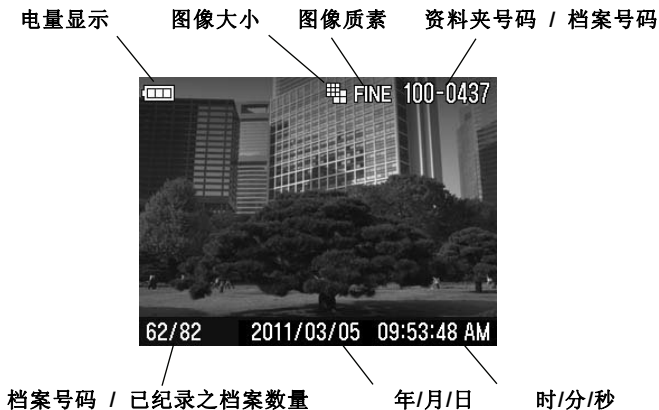 电量显示 图像大小 图像质素 资料夹号码 / 档案号码
FINE 100-0437
62/82 2011/03/05 09:53:48 AM
档案号码 / 已纪录之档案数量 年/月/日 时/分/秒